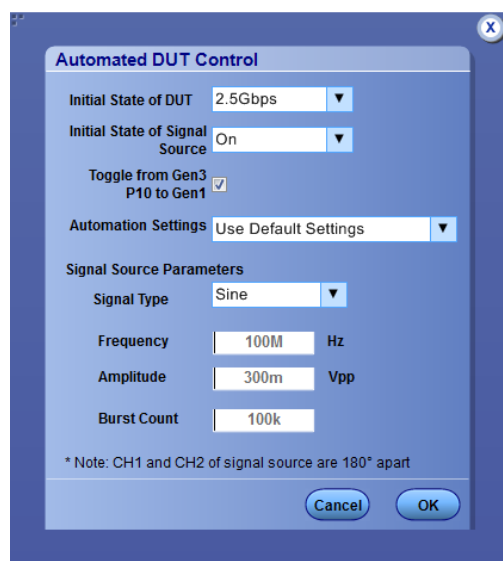 X
Automated DUT Control
Initial State of DUT 2.5Gbps ▼
Initial State of Signal
Source On ▼
Toggle from Gen3
P10 to Gen1
Automation Settings Use Default Settings ▼
Signal Source Parameters
Signal Type Sine ▼
Frequency 100M Hz
Amplitude 300m Vpp
Burst Count 100k
* Note: CH1 and CH2 of signal source are 180° apart
Cancel OK